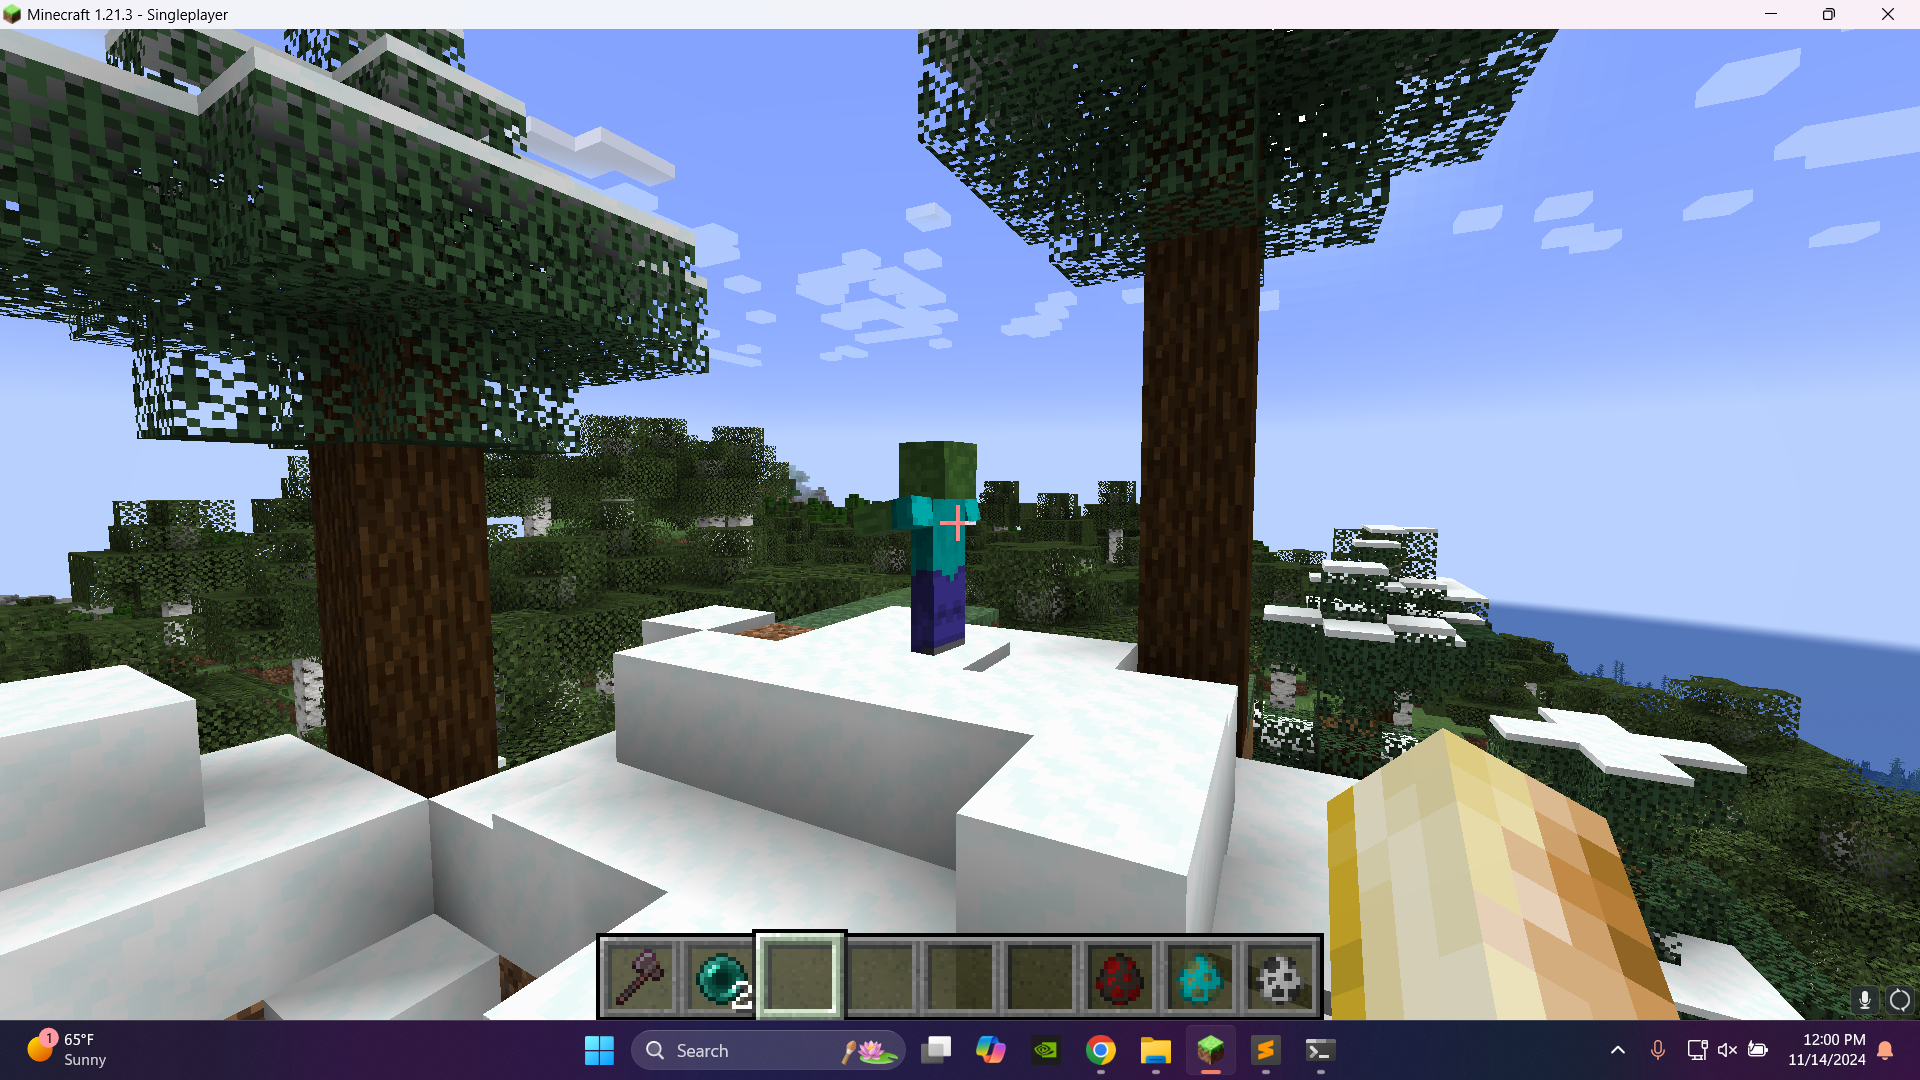 Minecraft 1.21.3 - Singleplayer
2
1
65°F
Sunny
Search
12:00 PM
11/14/2024